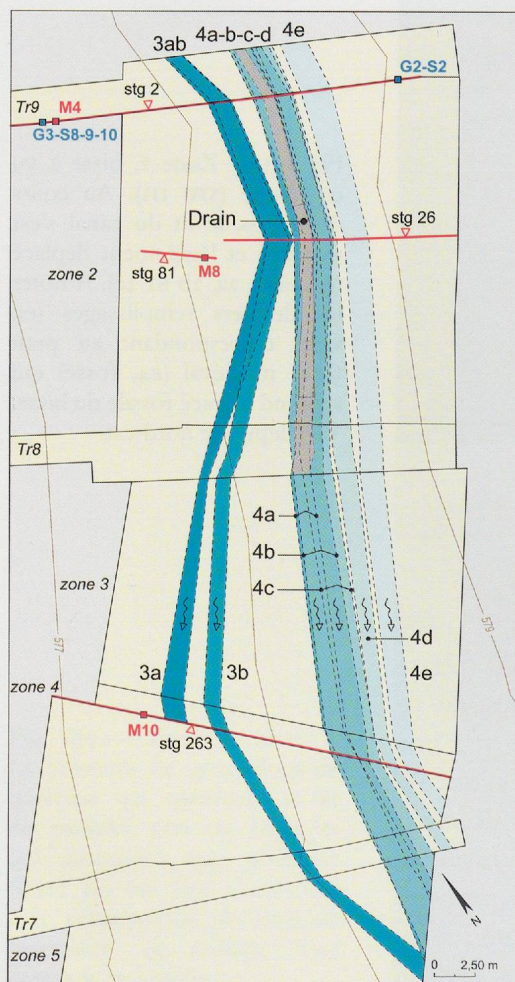 4a-b-c-d 4e
3ab
G2-S2
stg 2
M4
Tr9
G3-S8-9-10
Drain
stg 26
zone 2
stg 81
M8
Tr8
4a
4b
zone 3
4c
577
579
4d
4e
zone 4
3a
3b
M10
stg 263
N
Tr7
zone 5
0 2,50 m